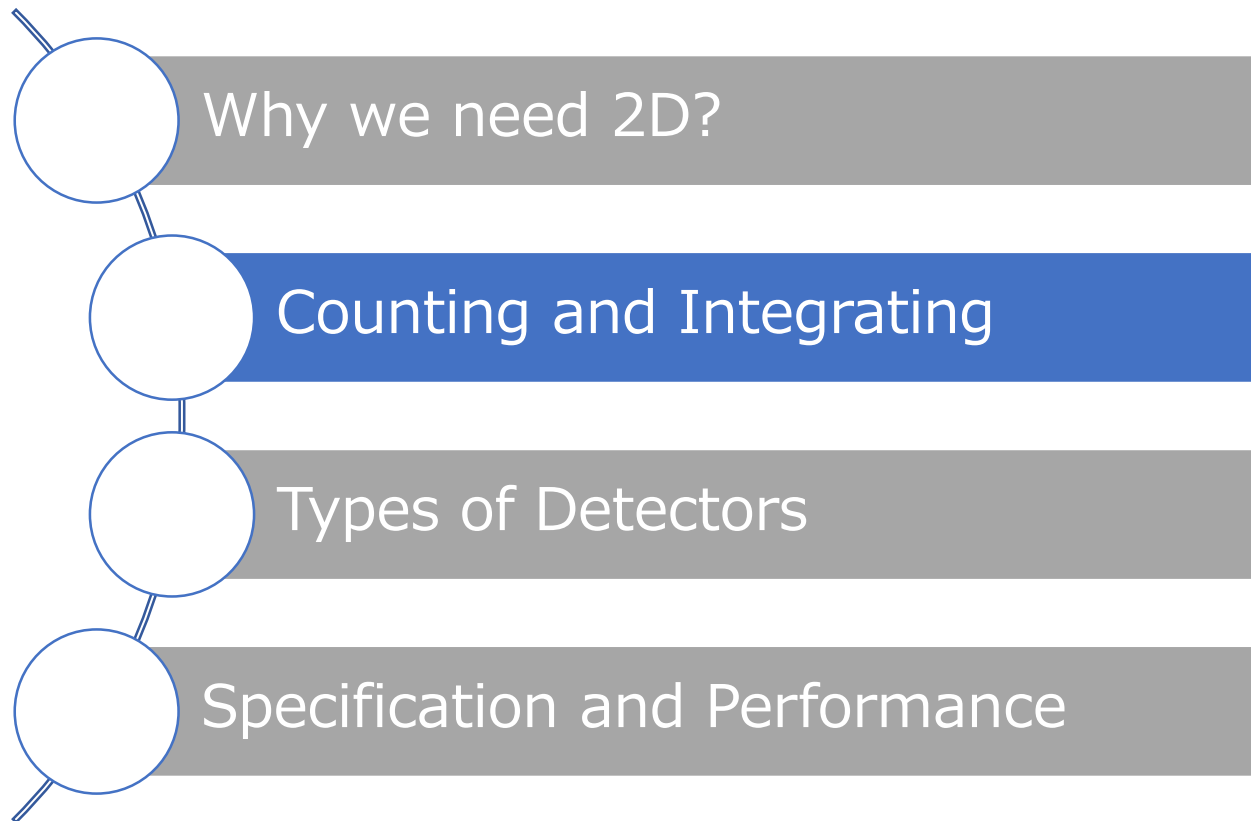 Why we need 2D?
Counting and Integrating
Types of Detectors
Specification and Performance